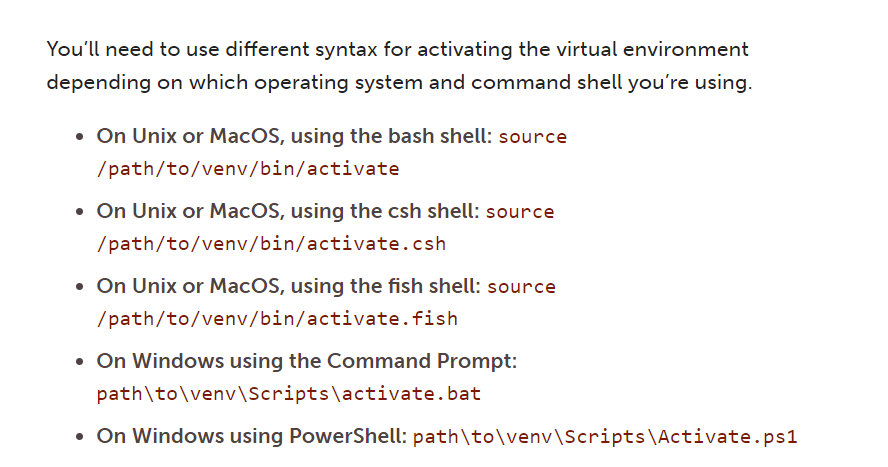 You’ll need to use different syntax for activating the virtual environment
depending on which operating system and command shell you’re using.
• On Unix or MacOS, using the bash shell: source
/path/to/venv/bin/activate
• On Unix or MacOS, using the csh shell: source
/path/to/venv/bin/activate.csh
• On Unix or MacOS, using the fish shell: source
/path/to/venv/bin/activate.fish
• On Windows using the Command Prompt:
path\to\venv\Scripts\activate.bat
• On Windows using PowerShell: path\to\venv\Scripts\Activate.ps1